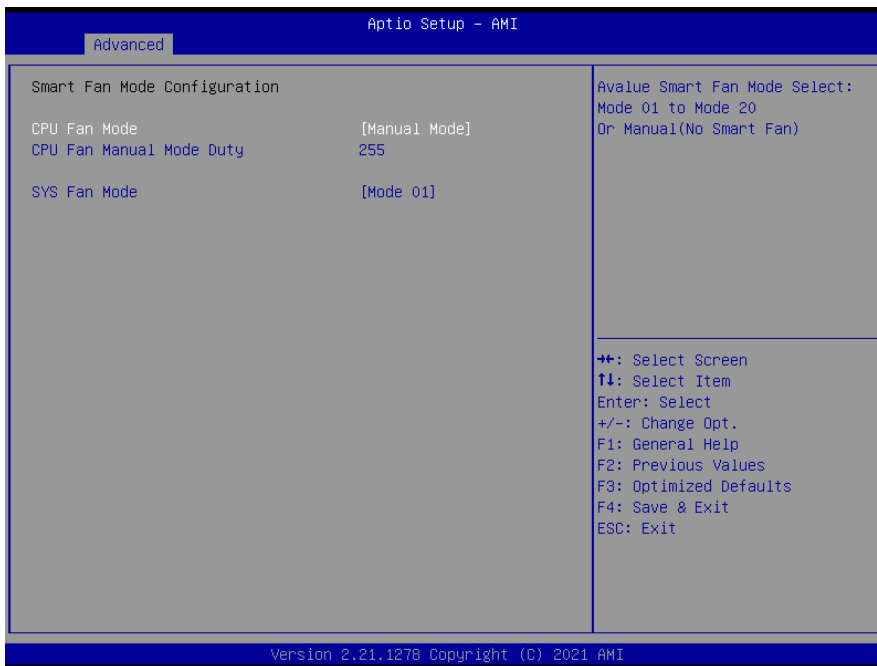 Aptio Setup – AMI
Advanced
Smart Fan Mode Configuration
CPU Fan Mode [Manual Mode]
CPU Fan Manual Mode Duty 255
SYS Fan Mode [Mode 01]
Avalue Smart Fan Mode Select:
Mode 01 to Mode 20
Or Manual(No Smart Fan)
→←: Select Screen
↑↓: Select Item
Enter: Select
+/-: Change Opt.
F1: General Help
F2: Previous Values
F3: Optimized Defaults
F4: Save & Exit
ESC: Exit
Version 2.21.1278 Copyright (C) 2021 AMI